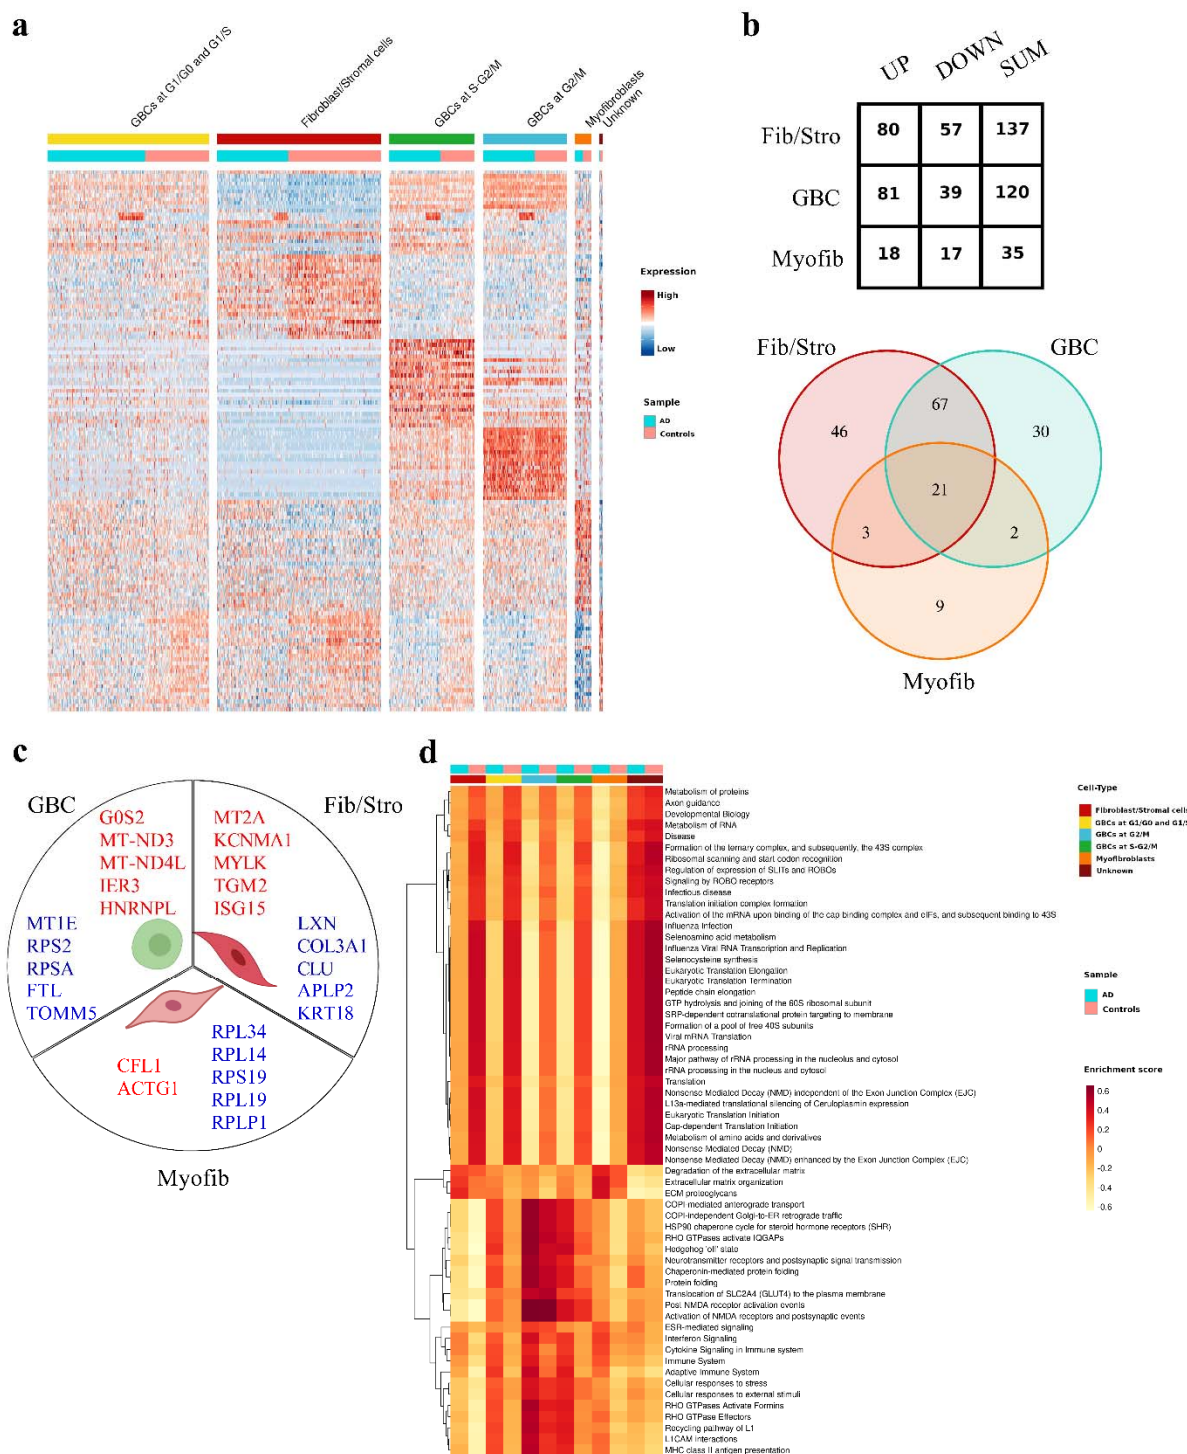 a
GBCs at G1/G0 and G1/S
Fibroblast/Stromal cells
GBCs at S-G2/M
GBCs at G2/M
Myofibroblasts
Unknown
Expression
High
Low
Sample
AD
Controls
b
UP DOWN SUM
Fib/Stro 80 57 137
GBC 81 39 120
Myofib 18 17 35
Fib/Stro
GBC
67
46
30
21
3
2
9
Myofib
c
GBC
G0S2
MT-ND3
MT-ND4L
IER3
HNRNPL
MT1E
RPS2
RPSA
FTL
TOMM5
Fib/Stro
MT2A
KCNMA1
MYLK
TGM2
ISG15
LXN
COL3A1
CLU
APLP2
KRT18
CFL1
ACTG1
RPL34
RPL14
RPS19
RPL19
RPLP1
Myofib
d
Metabolism of proteins
Axon guidance
Developmental Biology
Metabolism of RNA
Disease
Formation of the ternary complex, and subsequently, the 43S complex
Ribosomal scanning and start codon recognition
Regulation of expression of SLITs and ROBOs
Signaling by ROBO receptors
Infectious disease
Translation initiation complex formation
Activation of the mRNA upon binding of the cap binding complex and eIFs, and subsequent binding to 43S
Influenza Infection
Selenoamino acid metabolism
Influenza Viral RNA Transcription and Replication
Selenocysteine synthesis
Eukaryotic Translation Elongation
Eukaryotic Translation Termination
Peptide chain elongation
GTP hydrolysis and joining of the 60S ribosomal subunit
SRP-dependent cotranslational protein targeting to membrane
Formation of a pool of free 40S subunits
Viral mRNA Translation
rRNA processing
Major pathway of rRNA processing in the nucleolus and cytosol
rRNA processing in the nucleus and cytosol
Translation
Nonsense Mediated Decay (NMD) independent of the Exon Junction Complex (EJC)
L13a-mediated translational silencing of Ceruloplasmin expression
Eukaryotic Translation Initiation
Cap-dependent Translation Initiation
Metabolism of amino acids and derivatives
Nonsense Mediated Decay (NMD)
Nonsense Mediated Decay (NMD) enhanced by the Exon Junction Complex (EJC)
Degradation of the extracellular matrix
Extracellular matrix organization
ECM proteoglycans
COPI-mediated anterograde transport
COPI-independent Golgi-to-ER retrograde traffic
HSP90 chaperone cycle for steroid hormone receptors (SHR)
RHO GTPases activate IQGAPs
Hedgehog 'off' state
Neurotransmitter receptors and postsynaptic signal transmission
Chaperonin-mediated protein folding
Protein folding
Translocation of SLC2A4 (GLUT4) to the plasma membrane
Post NMDA receptor activation events
Activation of NMDA receptors and postsynaptic events
ESR-mediated signaling
Interferon Signaling
Cytokine Signaling in Immune system
Immune System
Adaptive Immune System
Cellular responses to stress
Cellular responses to external stimuli
RHO GTPases Activate Formins
RHO GTPase Effectors
Recycling pathway of L1
L1CAM interactions
MHC class II antigen presentation
Cell-Type
Fibroblast/Stromal cells
GBCs at G1/G0 and G1/S
GBCs at G2/M
GBCs at S-G2/M
Myofibroblasts
Unknown
Sample
AD
Controls
Enrichment score
0.6
0.4
0.2
0
-0.2
-0.4
-0.6